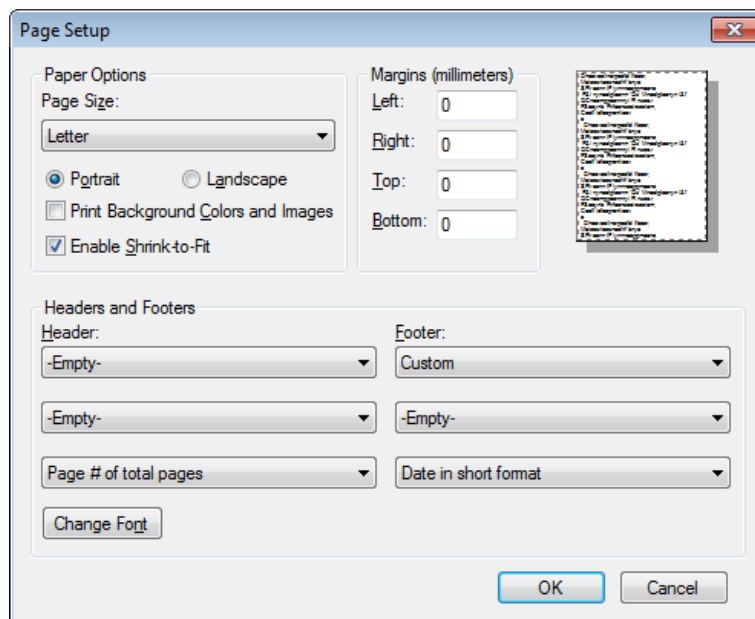 Page Setup
Paper Options
Page Size:
Letter
Portrait
Landscape
Print Background Colors and Images
Enable Shrink-to-Fit
Margins (millimeters)
Left: 0
Right: 0
Top: 0
Bottom: 0
Headers and Footers
Header:
-Empty-
-Empty-
Page # of total pages
Footer:
Custom
-Empty-
Date in short format
Change Font
OK
Cancel